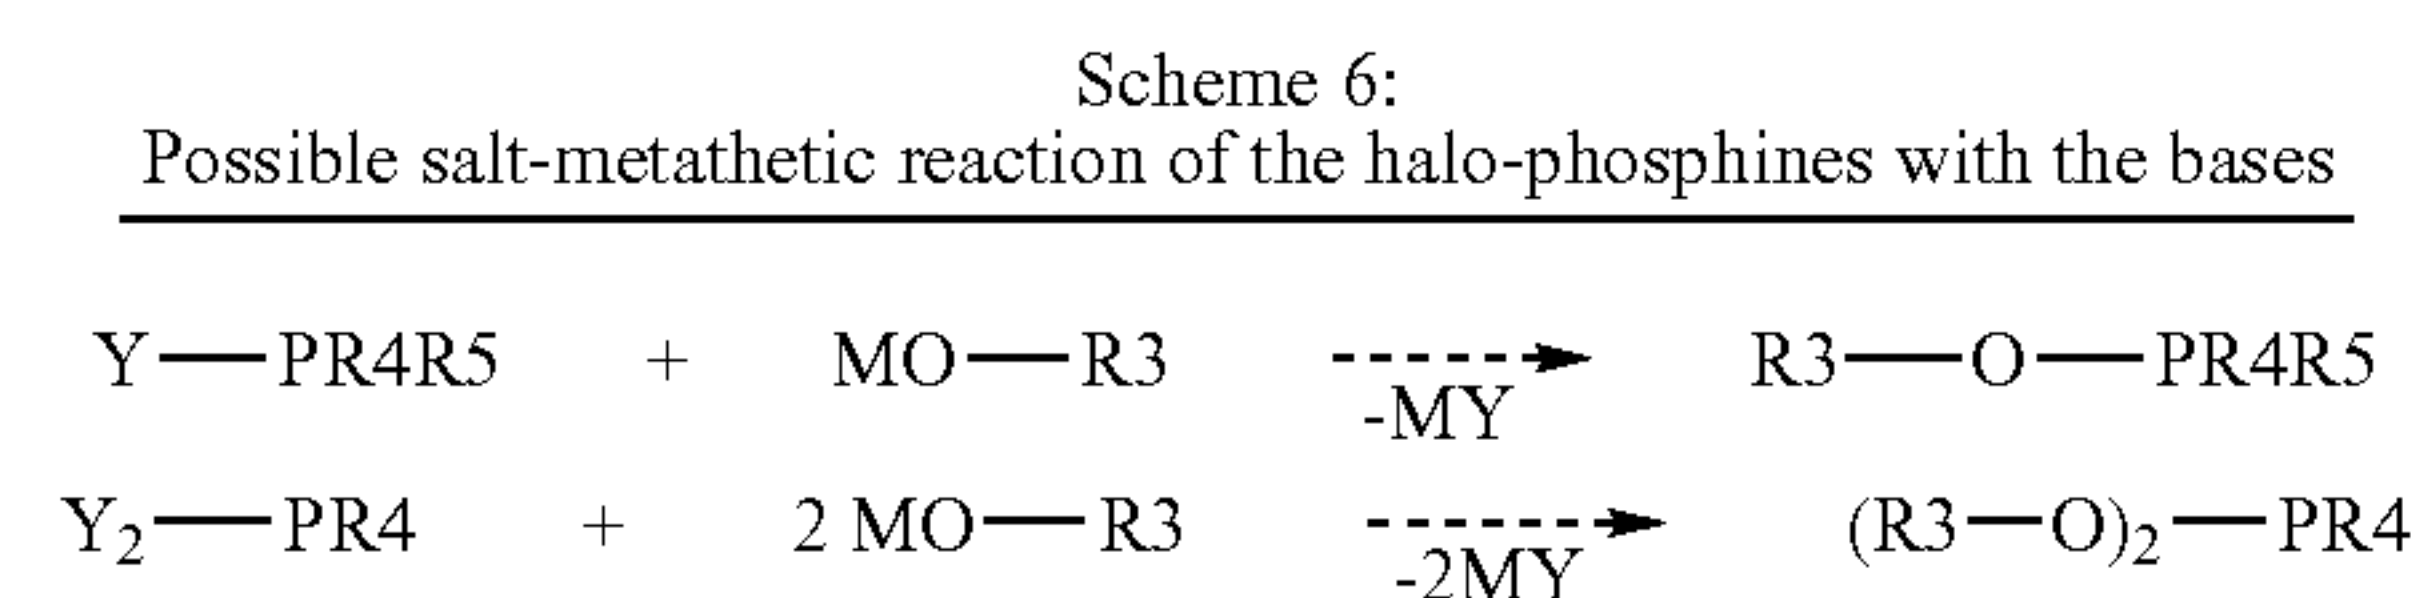 Scheme 6:
Possible salt-metathetic reaction of the halo-phosphines with the bases
Y—PR4R5 + MO—R3 R3—O—PR4R5
-MY
Y₂—PR4 + 2 MO—R3 (R3—O)₂—PR4
-2MY